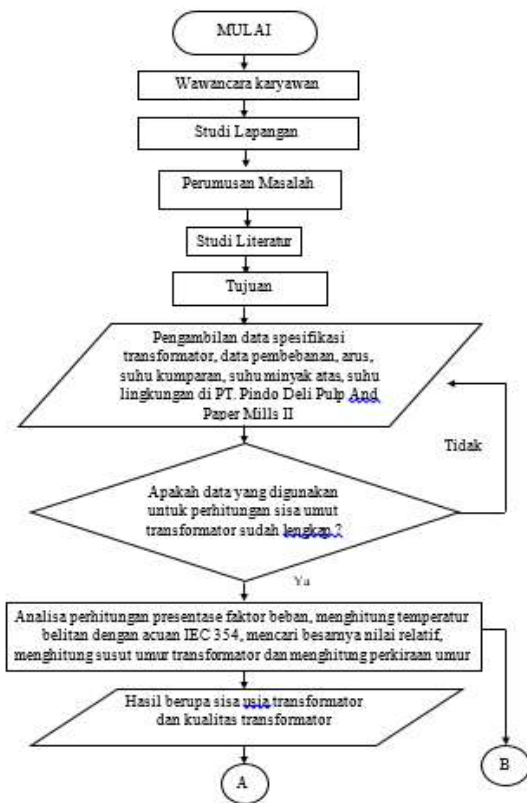 MULAI
Wawancara karyawan
Studi Lapangan
Perumusan Masalah
Studi Literatur
Tujuan
Pengambilan data spesifikasi
transformator, data pembebanan, arus,
suhu kumparan, suhu minyak atas, suhu
lingkungan di PT. Pindo Deli Pulp And
Paper Mills II
Tidak
Apakah data yang digunakan
untuk perhitungan sisa umut
transformator sudah lengkap ?
Ya
Analisa perhitungan presentase faktor beban, menghitung temperatur
belitan dengan acuan IEC 354, mencari besarnya nilai relatif,
menghitung susut umur transformator dan menghitung perkiraan umur
Hasil berupa sisa usia transformator
dan kualitas transformator
B
A